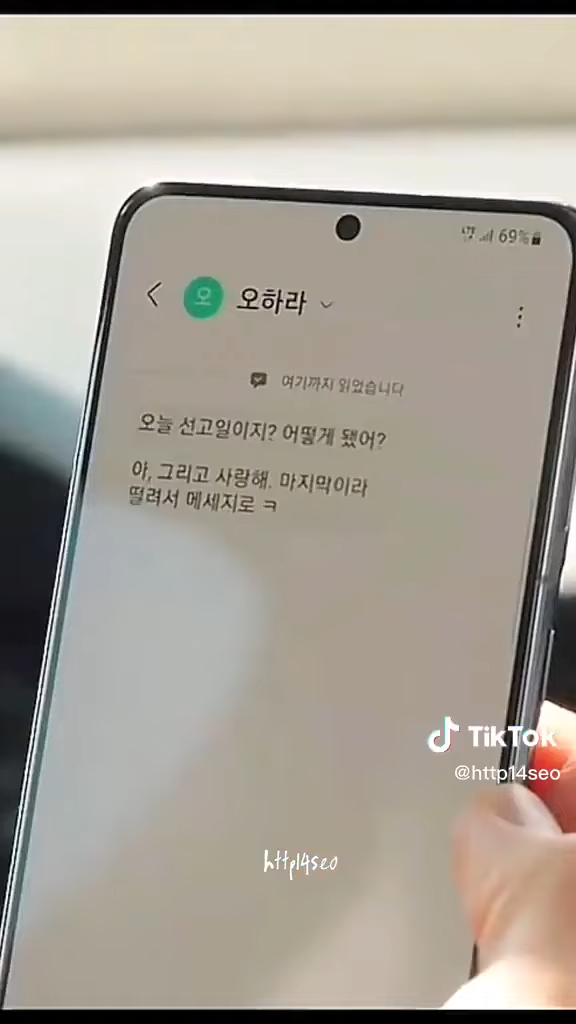 LTE 69%
오 오하라
여기까지 읽었습니다
오늘 선고일이지? 어떻게 됐어?
아, 그리고 사랑해. 마지막이라
떨려서 메세지로 ㅋ
TikTok
@http14seo
http14seo